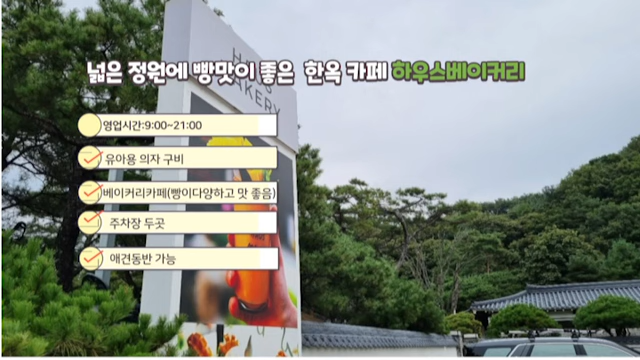 넓은 정원에 빵맛이 좋은 한옥 카페 하우스베이커리
영업시간:9:00~21:00
유아용 의자 구비
베이커리카페(빵이다양하고 맛 좋음)
주차장 두곳
애견동반 가능